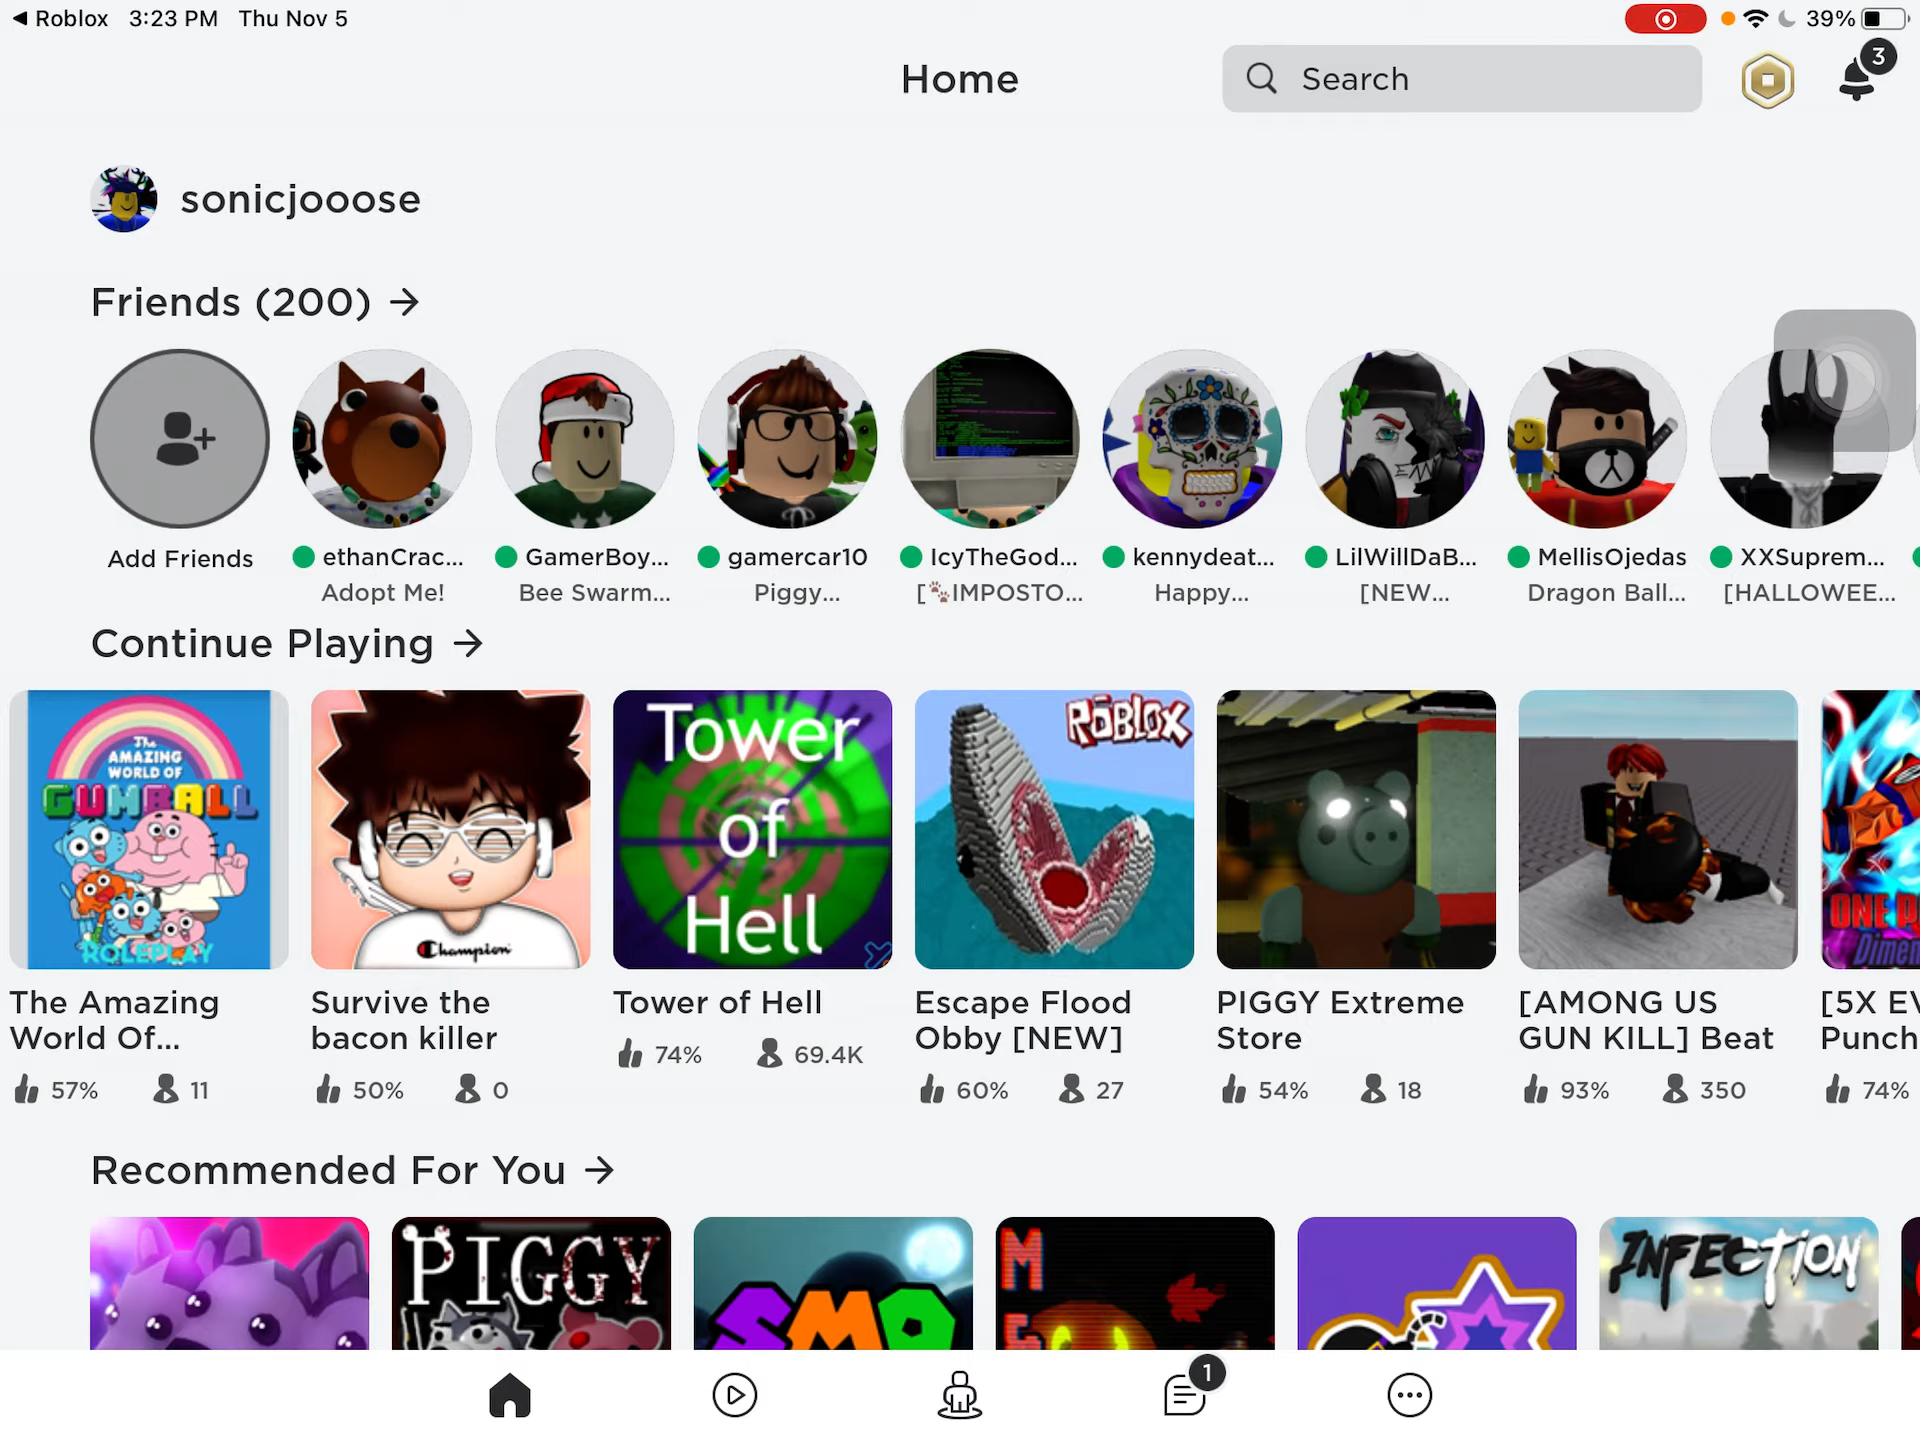 Roblox 3:23 PM Thu Nov 5
39%
Home
Search
3
sonicjooose
Friends (200)
Add Friends
ethanCrac...
Adopt Me!
GamerBoy...
Bee Swarm...
gamercar10
Piggy...
IcyTheGod...
[🐾IMPOSTO...
kennydeat...
Happy...
LilWillDaB...
[NEW...
MellisOjedas
Dragon Ball...
XXSuprem...
[HALLOWEE...
Continue Playing
The
AMAZING
WORLD OF
GUMBALL
ROLEPLAY
Champion
Tower
of
Hell
ROBLOX
ONE P
Dimen
The Amazing
World Of...
57% 11
Survive the
bacon killer
50% 0
Tower of Hell
74% 69.4K
Escape Flood
Obby [NEW]
60% 27
PIGGY Extreme
Store
54% 18
[AMONG US
GUN KILL] Beat
93% 350
[5X EV
Punch
74%
Recommended For You
PIGGY
SMO
M
INFECTION
1